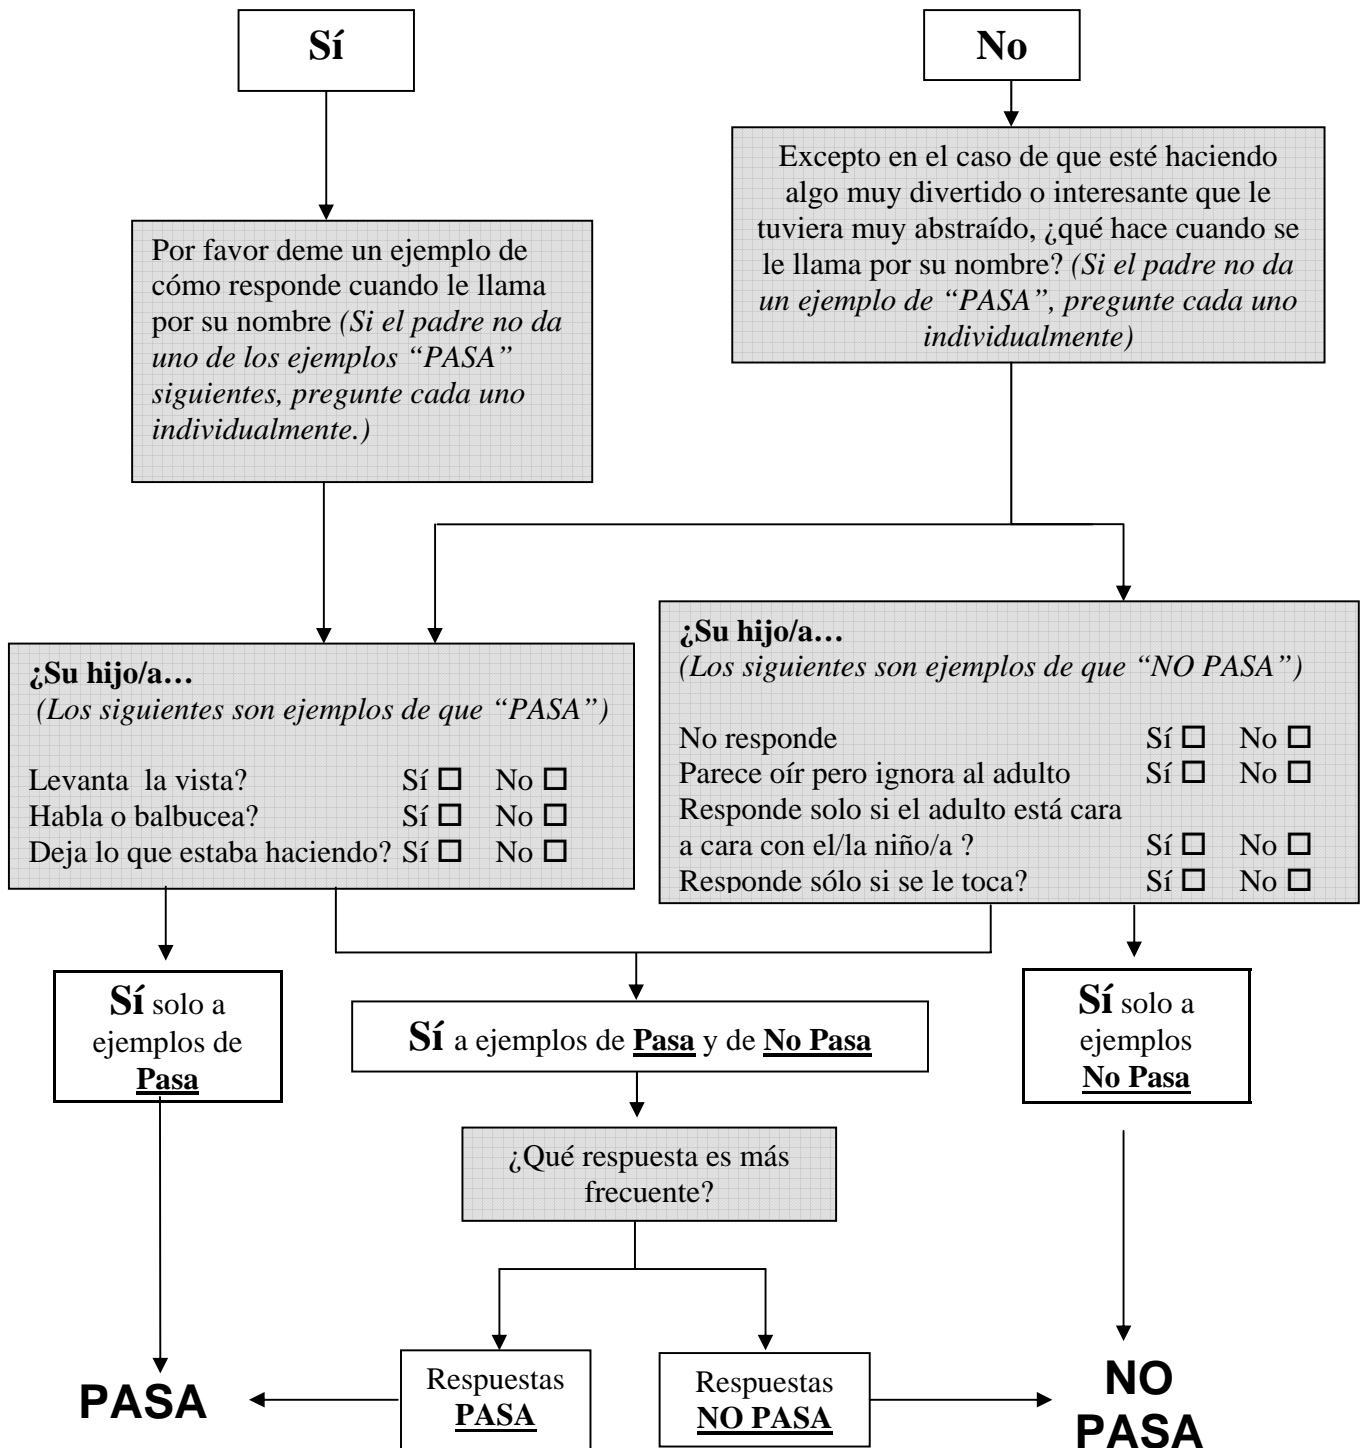 Sí
No
Excepto en el caso de que esté haciendo
algo muy divertido o interesante que le
tuviera muy abstraído, ¿qué hace cuando se
le llama por su nombre? (Si el padre no da
un ejemplo de “PASA”, pregunte cada uno
individualmente)
Por favor deme un ejemplo de
cómo responde cuando le llama
por su nombre (Si el padre no da
uno de los ejemplos “PASA”
siguientes, pregunte cada uno
individualmente.)
¿Su hijo/a…
(Los siguientes son ejemplos de que “PASA”)
Levanta la vista? Sí ☐ No ☐
Habla o balbucea? Sí ☐ No ☐
Deja lo que estaba haciendo? Sí ☐ No ☐
¿Su hijo/a…
(Los siguientes son ejemplos de que “NO PASA”)
No responde Sí ☐ No ☐
Parece oír pero ignora al adulto Sí ☐ No ☐
Responde solo si el adulto está cara
a cara con el/la niño/a ? Sí ☐ No ☐
Responde sólo si se le toca? Sí ☐ No ☐
Sí solo a
ejemplos de
Pasa
Sí a ejemplos de Pasa y de No Pasa
Sí solo a
ejemplos
No Pasa
¿Qué respuesta es más
frecuente?
PASA
Respuestas
PASA
Respuestas
NO PASA
NO
PASA